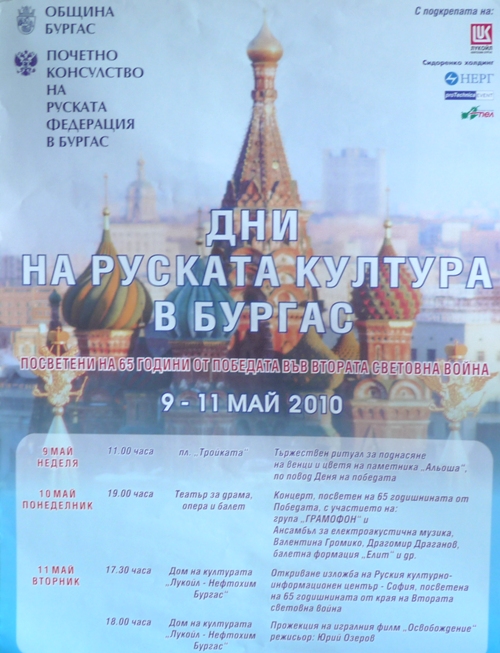 ОБЩИНА
БУРГАС
ПОЧЕТНО
КОНСУЛСТВО
НА
РУСКАТА
ФЕДЕРАЦИЯ
В БУРГАС
С подкрепата на:
ЛУКОЙЛ
Сидоренко холдинг
НЕРГ
ДНИ
НА РУСКАТА КУЛТУРА
В БУРГАС
ПОСВЕТЕНИ НА 65 ГОДИНИ ОТ ПОБЕДАТА ВЪВ ВТОРАТА СВЕТОВНА ВОЙНА
9 - 11 МАЙ 2010
9 МАЙ
НЕДЕЛЯ
11.00 часа
пл. „Тройката“
Тържествен ритуал за поднасяне
на венци и цветя на паметника „Альоша“,
по повод Деня на победата
10 МАЙ
ПОНЕДЕЛНИК
19.00 часа
Театър за драма,
опера и балет
Концерт, посветен на 65 годишнината от
Победата, с участието на:
група „ГРАМОФОН“ и
Ансамбъл за електроакустична музика,
Валентина Громико, Драгомир Драганов,
балетна формация „Елит“ и др.
11 МАЙ
ВТОРНИК
17.30 часа
Дом на културата
„Лукойл - Нефтохим
Бургас“
Откриване изложба на Руския културно-
информационен център - София, посветена
на 65 годишнината от края на Втората
световна война
18.00 часа
Дом на културата
„Лукойл - Нефтохим
Бургас“
Прожекция на игралния филм „Освобождение“
режисьор: Юрий Озеров